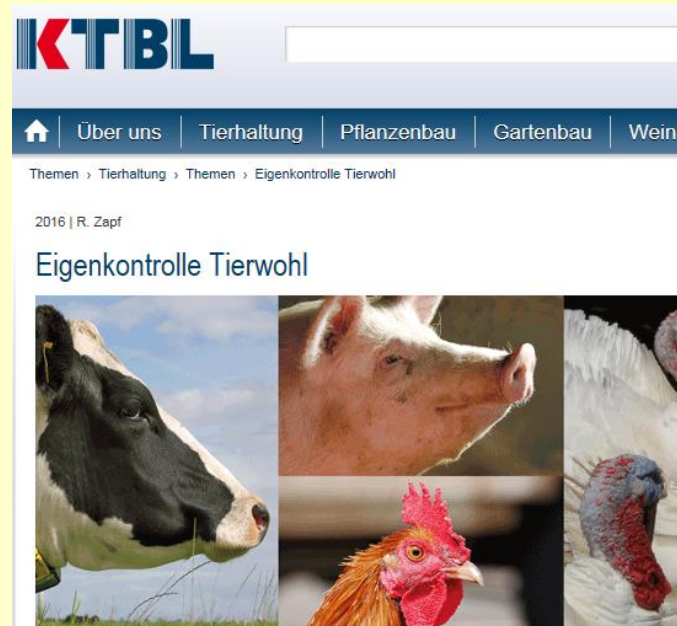 KTBL
Über uns Tierhaltung Pflanzenbau Gartenbau Wein
Themen › Tierhaltung › Themen › Eigenkontrolle Tierwohl
2016 | R. Zapf
Eigenkontrolle Tierwohl